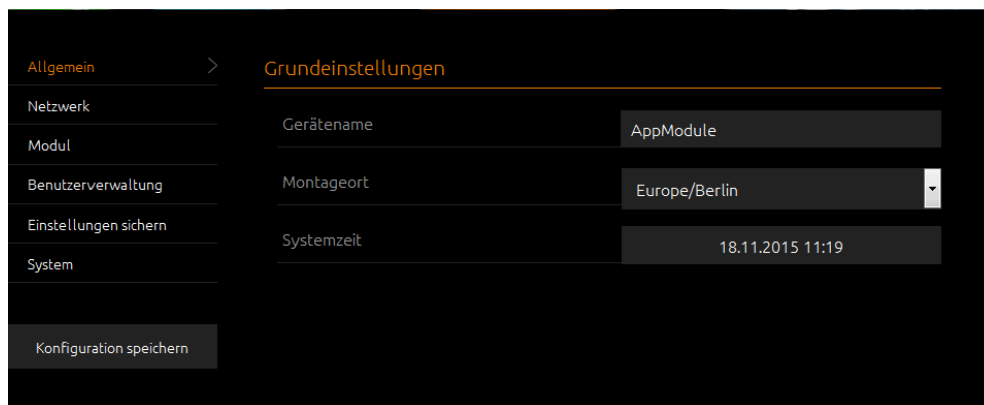 Allgemein
Netzwerk
Modul
Benutzerverwaltung
Einstellungen sichern
System
Konfiguration speichern
Grundeinstellungen
Gerätename
AppModule
Montageort
Europe/Berlin
Systemzeit
18.11.2015 11:19